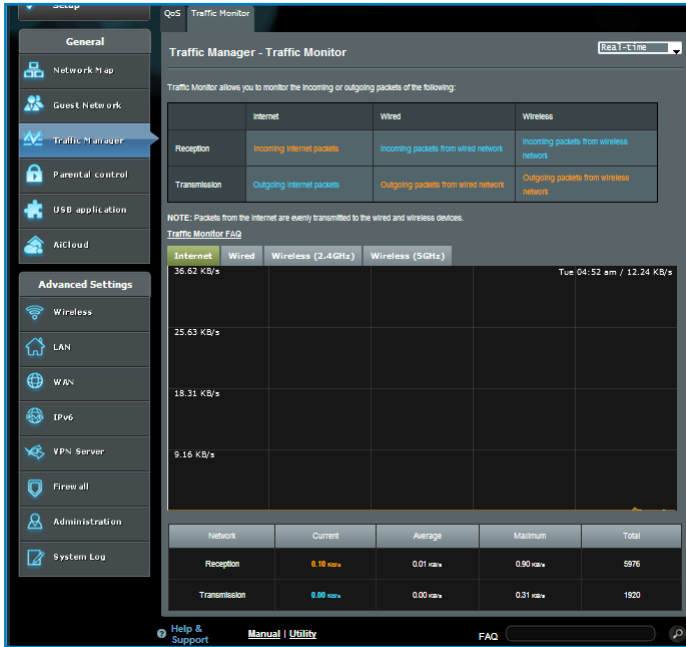 Setup
QoS Traffic Monitor
General
Network Map
Guest Network
Traffic Manager
Parental control
USB application
AiCloud
Advanced Settings
Wireless
LAN
WAN
IPv6
VPN Server
Firewall
Administration
System Log
Traffic Manager - Traffic Monitor
Real-time
Traffic Monitor allows you to monitor the incoming or outgoing packets of the following:
Internet Wired Wireless
Reception Incoming internet packets Incoming packets from wired network Incoming packets from wireless
network
Transmission Outgoing internet packets Outgoing packets from wired network Outgoing packets from wireless
network
NOTE: Packets from the internet are evenly transmitted to the wired and wireless devices.
Traffic Monitor FAQ
Internet Wired Wireless (2.4GHz) Wireless (5GHz)
36.62 KB/s Tue 04:52 am / 12.24 KB/s
25.63 KB/s
18.31 KB/s
9.16 KB/s
Network Current Average Maximum Total
Reception 0.10 KB/s 0.01 KB/s 0.90 KB/s 5976
Transmission 0.00 KB/s 0.00 KB/s 0.31 KB/s 1920
Help &
Support
Manual | Utility
FAQ